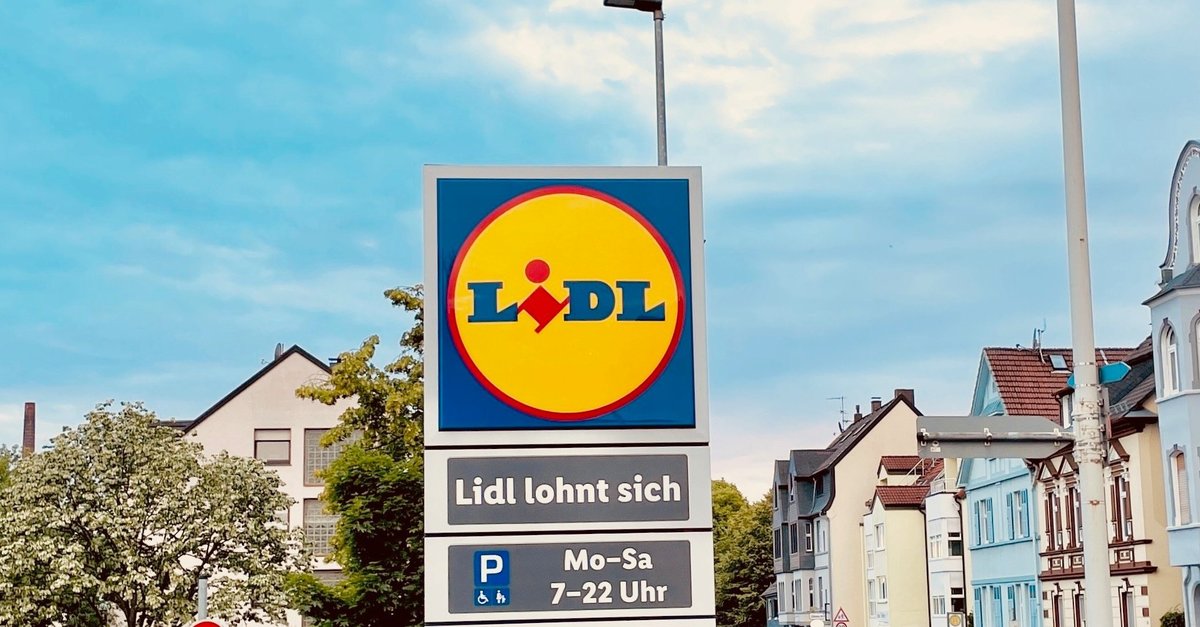 LIDL
Lidl lohnt sich
P
Mo–Sa
7–22 Uhr